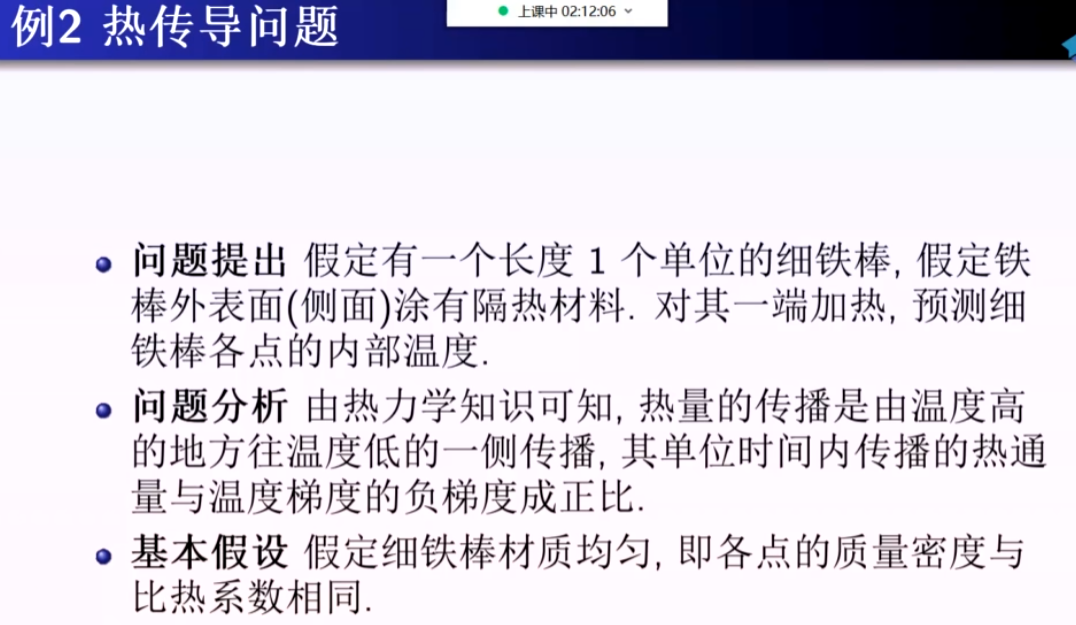 例2 热传导问题
上课中 02:12:06
问题提出 假定有一个长度 1 个单位的细铁棒, 假定铁
棒外表面(侧面)涂有隔热材料. 对其一端加热, 预测细
铁棒各点的内部温度.
问题分析 由热力学知识可知, 热量的传播是由温度高
的地方往温度低的一侧传播, 其单位时间内传播的热通
量与温度梯度的负梯度成正比.
基本假设 假定细铁棒材质均匀, 即各点的质量密度与
比热系数相同.